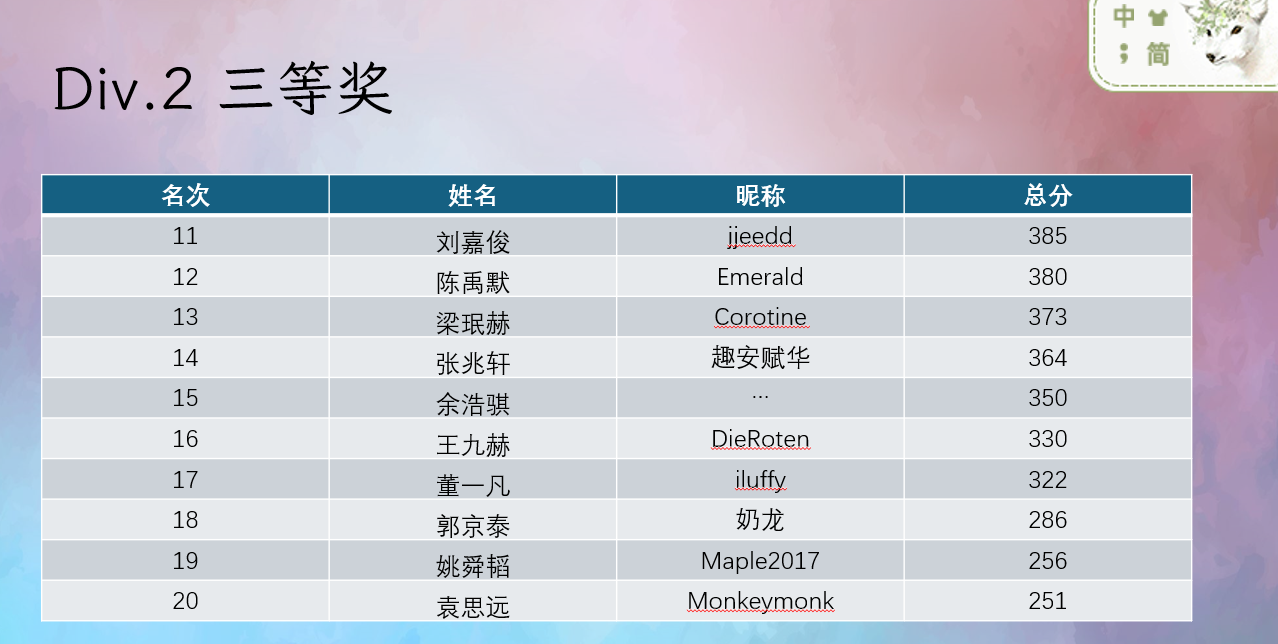 中
； 简
Div.2 三等奖
名次 姓名 昵称 总分
11 刘嘉俊 jjeedd 385
12 陈禹默 Emerald 380
13 梁珉赫 Corotine 373
14 张兆轩 趣安赋华 364
15 余浩骐 … 350
16 王九赫 DieRoten 330
17 董一凡 iluffy 322
18 郭京泰 奶龙 286
19 姚舜韬 Maple2017 256
20 袁思远 Monkeymonk 251